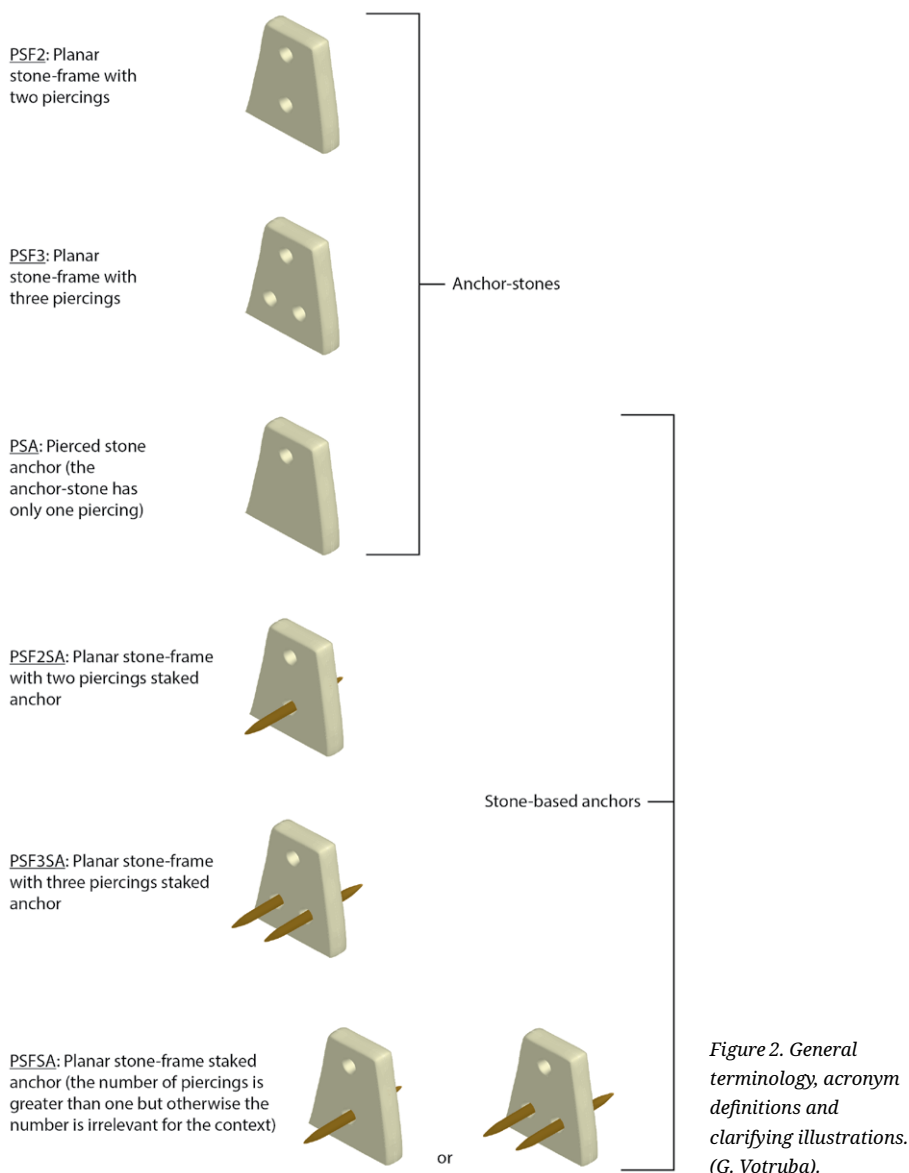 PSF2: Planar
stone-frame with
two piercings
PSF3: Planar
stone-frame with
three piercings
Anchor-stones
PSA: Pierced stone
anchor (the
anchor-stone has
only one piercing)
PSF2SA: Planar stone-frame
with two piercings staked
anchor
Stone-based anchors
PSF3SA: Planar stone-frame
with three piercings staked
anchor
PSFSA: Planar stone-frame staked
anchor (the number of piercings is
greater than one but otherwise the
number is irrelevant for the context)
or
Figure 2. General
terminology, acronym
definitions and
clarifying illustrations.
(G. Votruba).